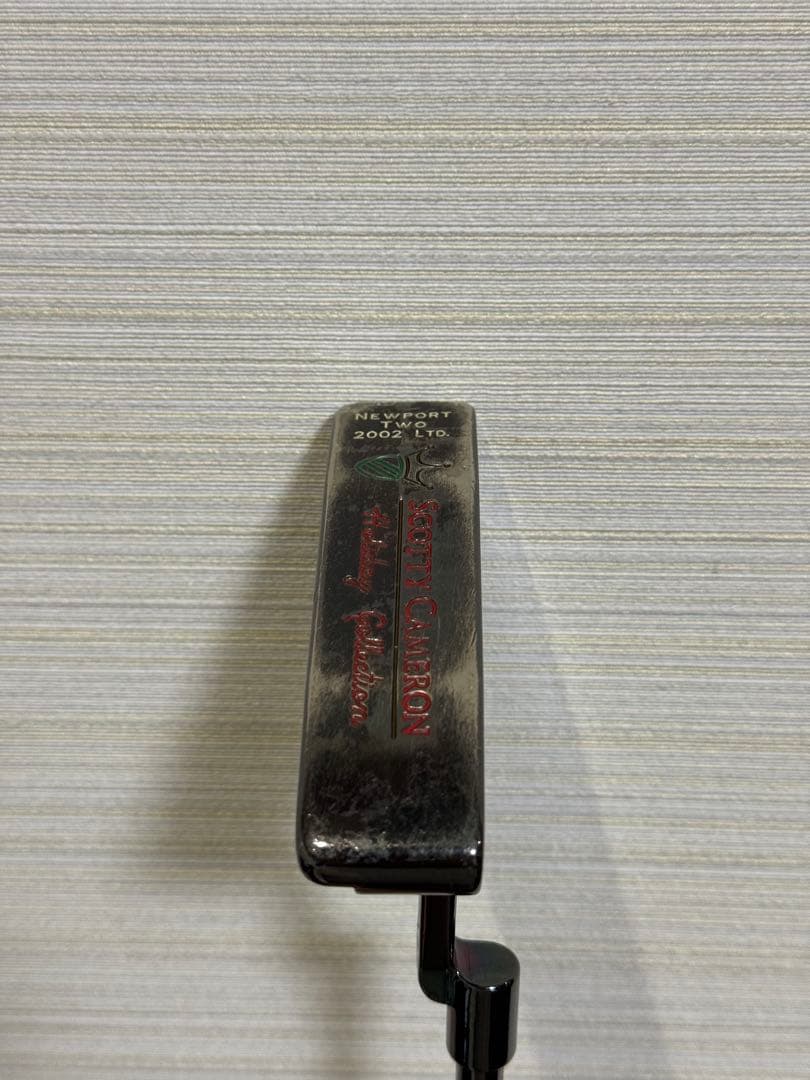 NEWPORT
TWO
2002 LTD.
SCOTTY CAMERON
Holiday Collection